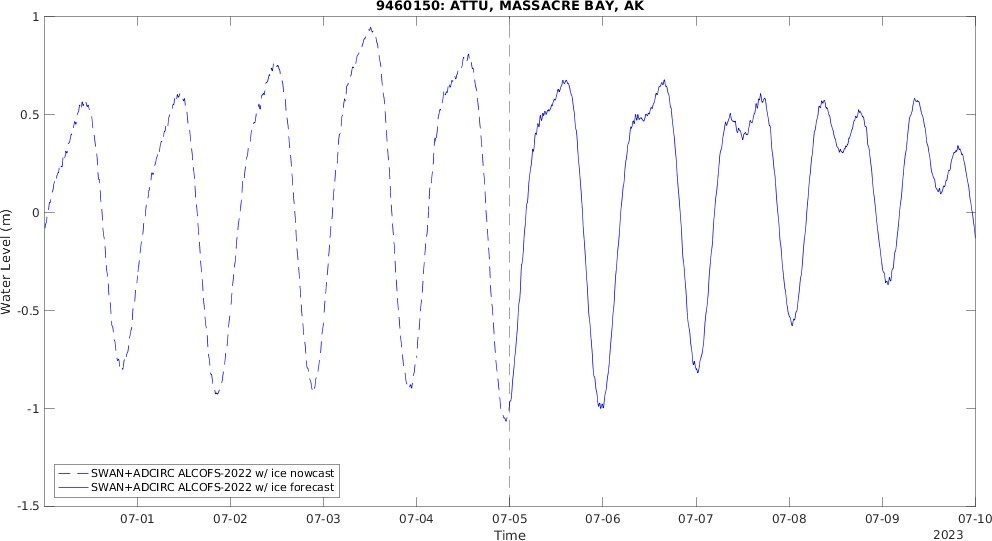 9460150: ATTU, MASSACRE BAY, AK
1
0.5
0
-0.5
-1
-1.5
Water Level (m)
SWAN+ADCIRC ALCOFS-2022 w/ ice nowcast
SWAN+ADCIRC ALCOFS-2022 w/ ice forecast
07-01 07-02 07-03 07-04 07-05 07-06 07-07 07-08 07-09 07-10
Time
2023